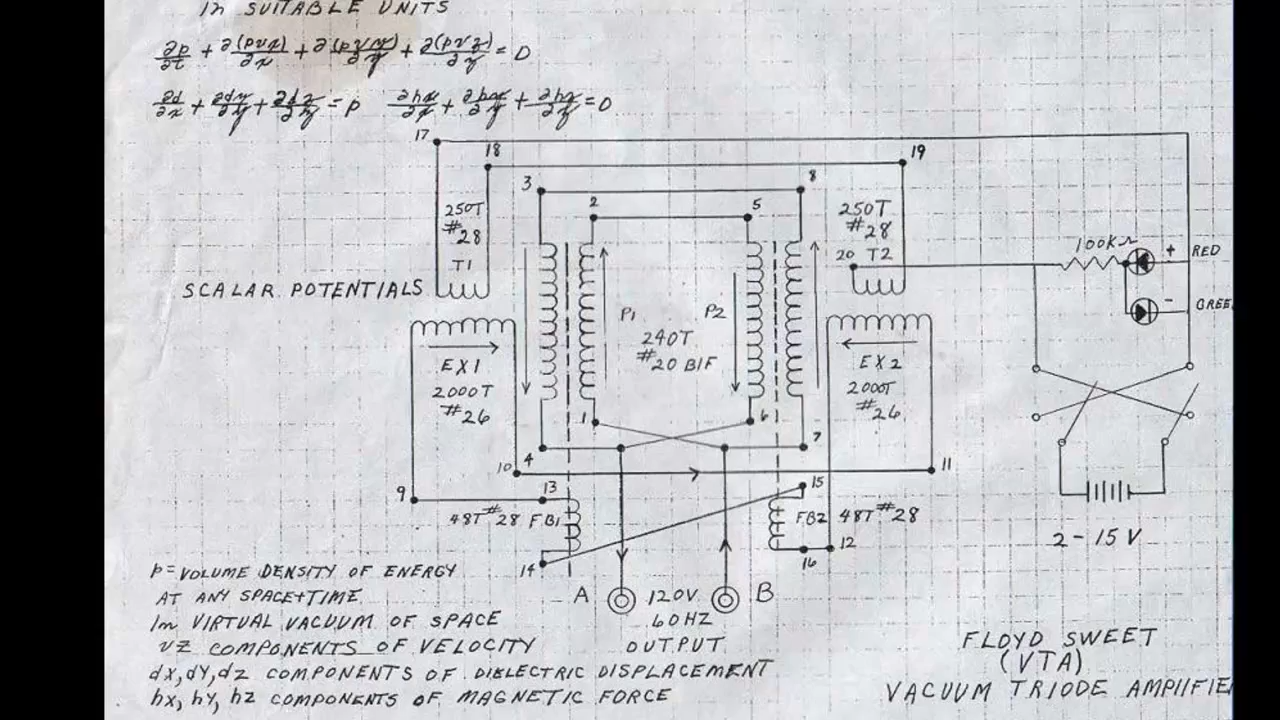 In SUITABLE UNITS
∂p/∂t + ∂(pvx)/∂x + ∂(pvy)/∂y + ∂(pvz)/∂z = 0
∂d/∂x + ∂dy/∂y + ∂dz/∂z = p ∂hx/∂x + ∂hy/∂y + ∂hz/∂z = 0
17
18
19
3
8
2
5
250T
#28
T1
250T
#28
20 T2
100KΩ
+ RED
- GREE
SCALAR POTENTIALS
P1
P2
240T
#20 BIF
EX1
2000T
#26
EX2
2000T
#26
1
6
4
7
10
11
9
13
15
48T #28 FB1
FB2 48T #28
14
16
12
2 - 15 V
A
120V
60HZ
OUTPUT
B
P = VOLUME DENSITY OF ENERGY
AT ANY SPACE+TIME
In VIRTUAL VACUUM OF SPACE
VZ COMPONENTS OF VELOCITY
dX, dY, dZ COMPONENTS OF DIELECTRIC DISPLACEMENT
hX, hY, hZ COMPONENTS OF MAGNETIC FORCE
FLOYD SWEET
(VTA)
VACUUM TRIODE AMPIIFIE